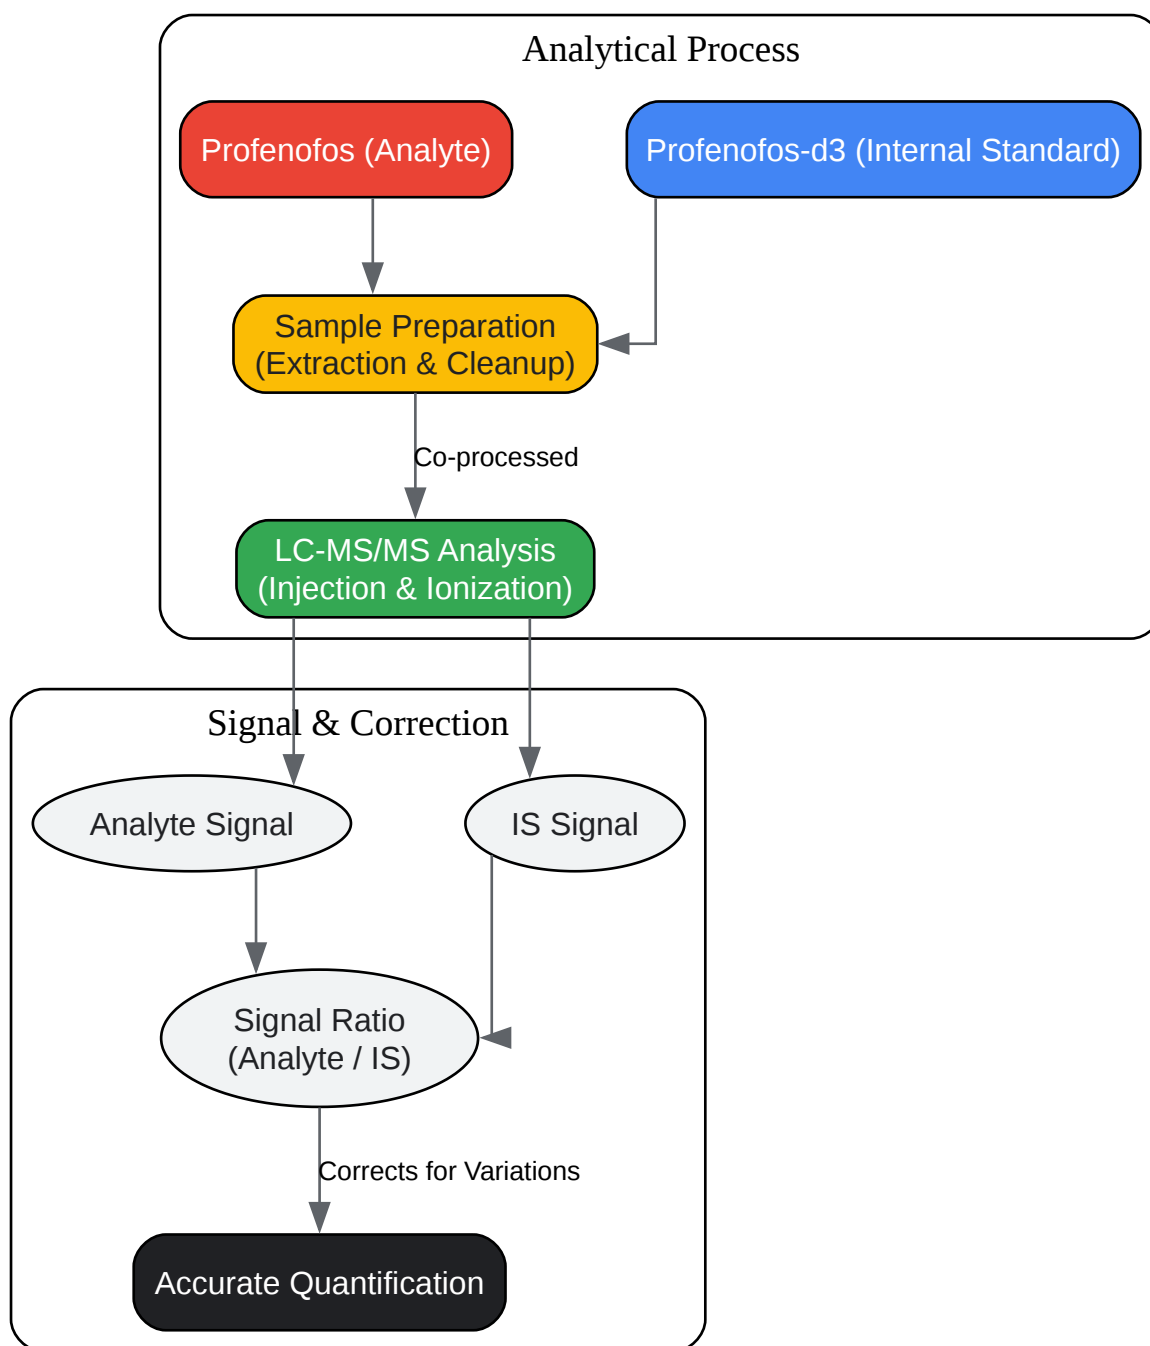 Analytical Process
Profenofos (Analyte)
Profenofos-d3 (Internal Standard)
Sample Preparation
(Extraction & Cleanup)
Co-processed
LC-MS/MS Analysis
(Injection & Ionization)
Signal & Correction
Analyte Signal
IS Signal
Signal Ratio
(Analyte / IS)
Corrects for Variations
Accurate Quantification